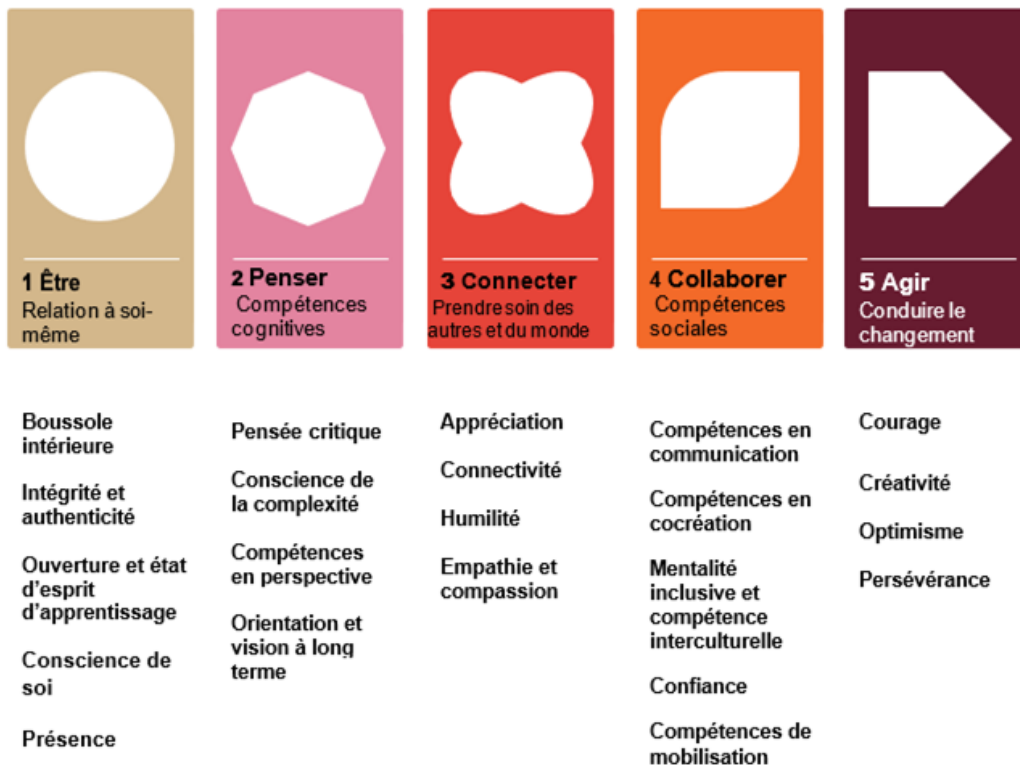 1 Être
Relation à soi-
même
2 Penser
Compétences
cognitives
3 Connecter
Prendre soin des
autres et du monde
4 Collaborer
Compétences
sociales
5 Agir
Conduire le
changement
Boussole
intérieure
Intégrité et
authenticité
Ouverture et état
d'esprit
d'apprentissage
Conscience de
soi
Présence
Pensée critique
Conscience de
la complexité
Compétences
en perspective
Orientation et
vision à long
terme
Appréciation
Connectivité
Humilité
Empathie et
compassion
Compétences en
communication
Compétences en
cocréation
Mentalité
inclusive et
compétence
interculturelle
Confiance
Compétences de
mobilisation
Courage
Créativité
Optimisme
Persévérance